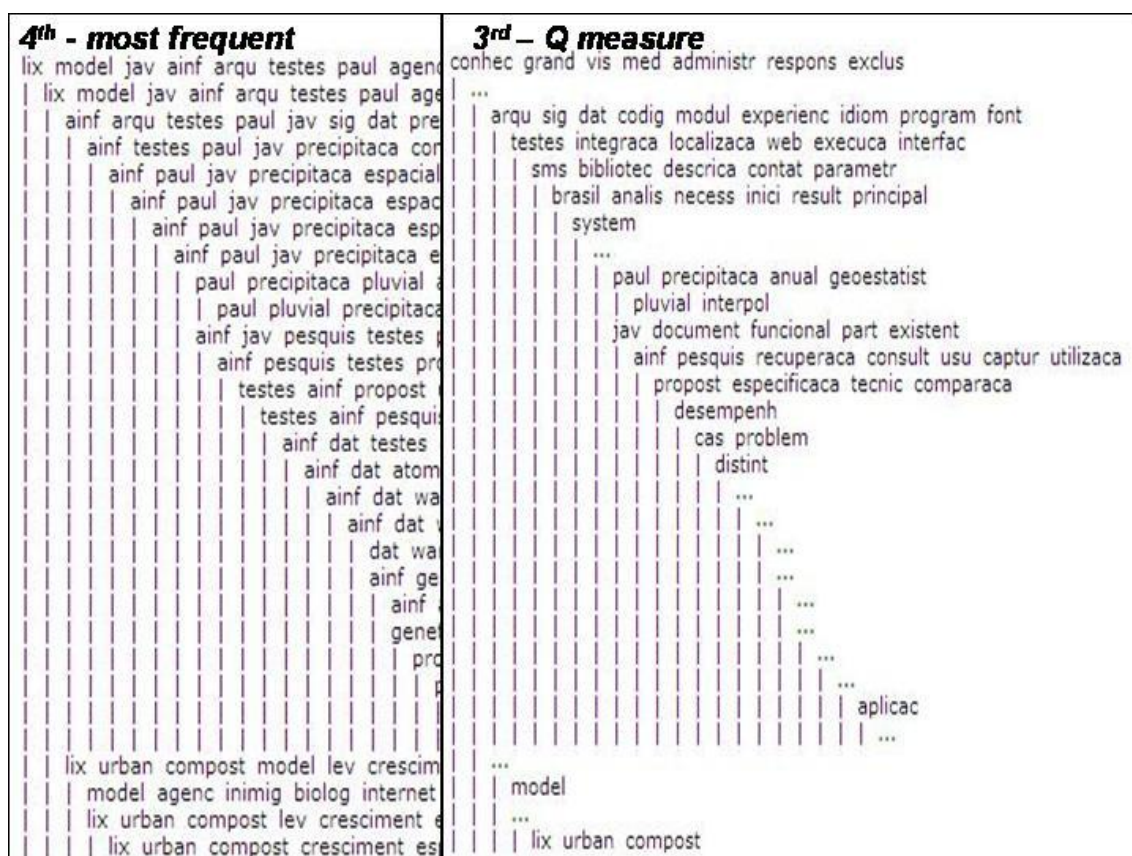 4th - most frequent
lix model jav ainf arqu testes paul
lix model jav ainf arqu testes paul
ainf arqu testes paul jav sig dat pre
ainf testes paul jav precipitaca
ainf paul jav precipitaca espacial
ainf paul jav precipitaca espac
ainf paul jav precipitaca esp
ainf paul jav precipitaca e
paul precipitaca pluvial
paul pluvial precipitaca
ainf jav pesquis testes
ainf pesquis testes
testes ainf propost
testes ainf pesquis
ainf dat testes
ainf dat atom
ainf dat wa
ainf dat
dat wa
ainf ge
ainf
genet
pro
lix urban compost model lev crescim
model agenc inimig biolog internet
lix urban compost lev cresciment
lix urban compost cresciment
3rd – Q measure
conhec grand vis med administr respons exclus
...
arqu sig dat codig modul experienc idiom program font
testes integraca localizaca web execuca interfac
sms bibliotec descrica contat parametr
brasil analis necess inici result principal
system
...
paul precipitaca anual geoestatist
pluvial interpol
jav document funcional part existent
ainf pesquis recuperaca consult usu captur utilizaca
propost especificaca tecnic comparaca
desempenh
cas problem
distint
...
...
...
...
...
...
...
...
aplicac
...
...
model
...
lix urban compost